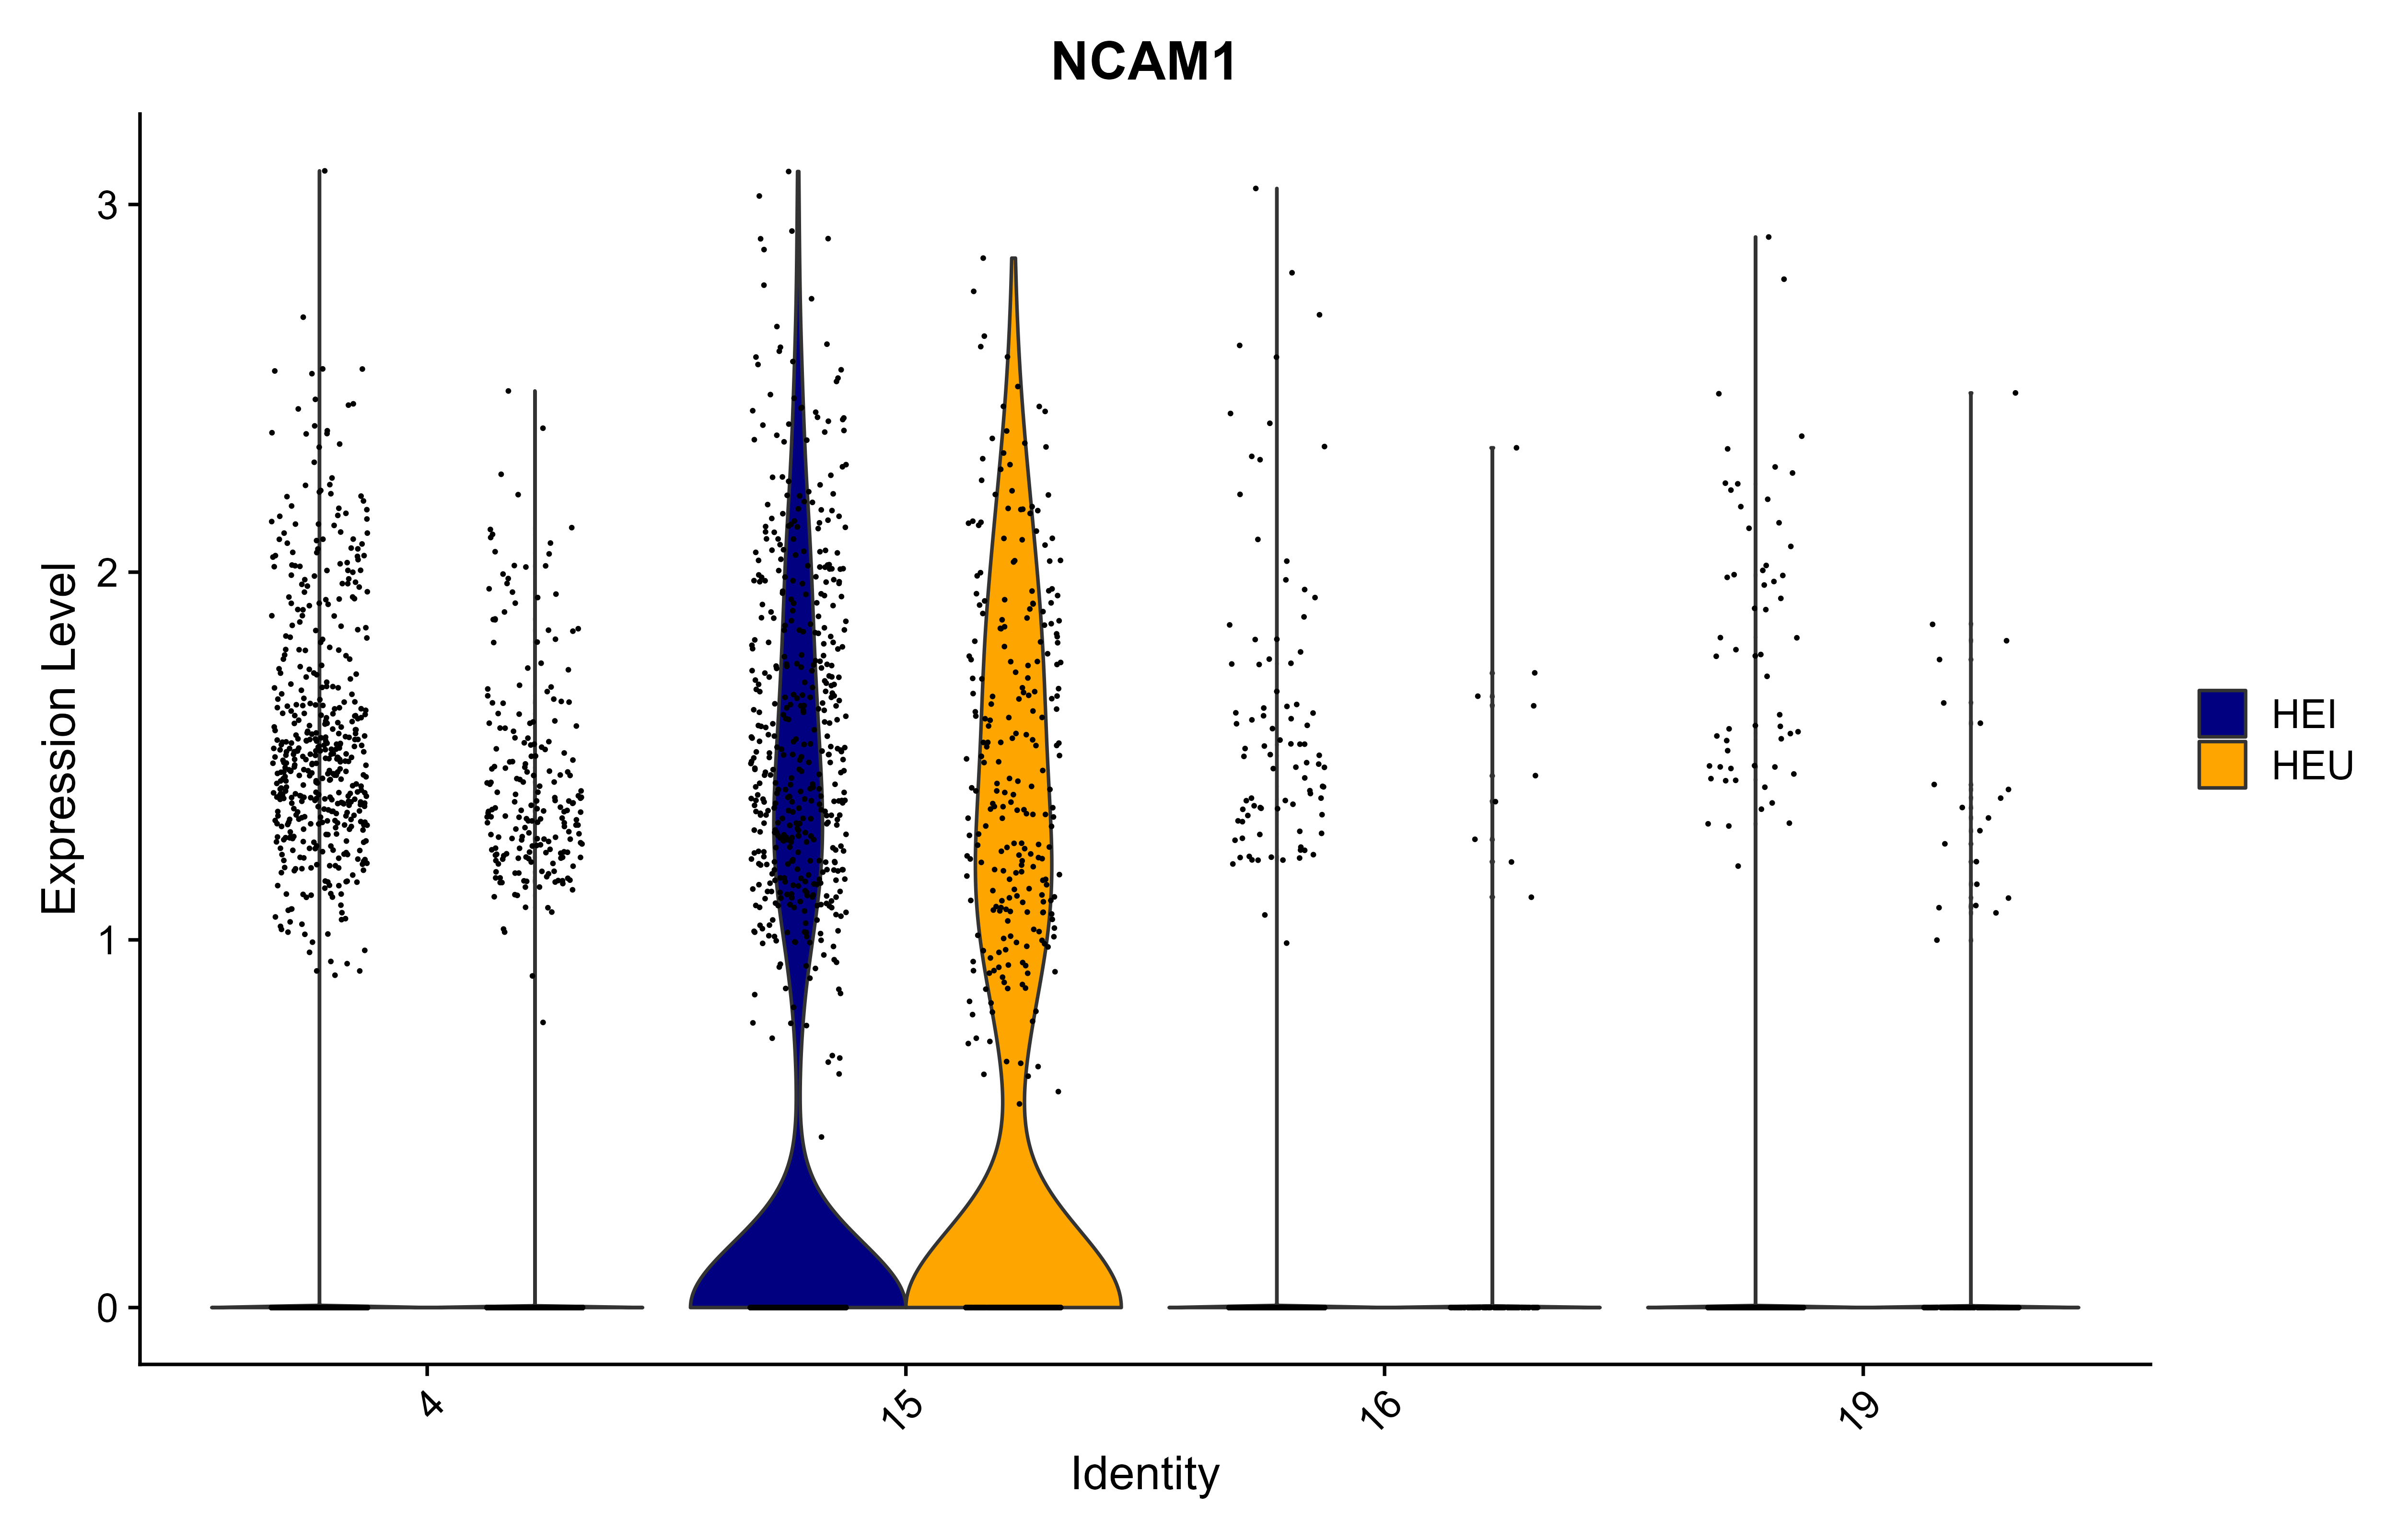 NCAM1
Expression Level
3
2
1
0
4
15
16
19
Identity
HEI
HEU